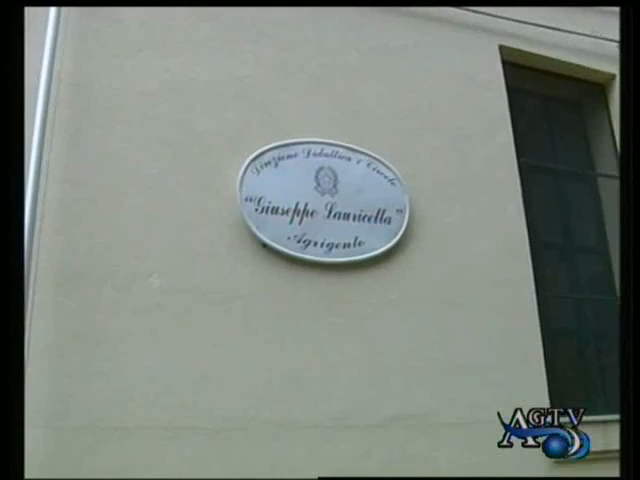 Direzione Didattica 1° Circolo
"Giuseppe Lauricella"
Agrigento
AGTV